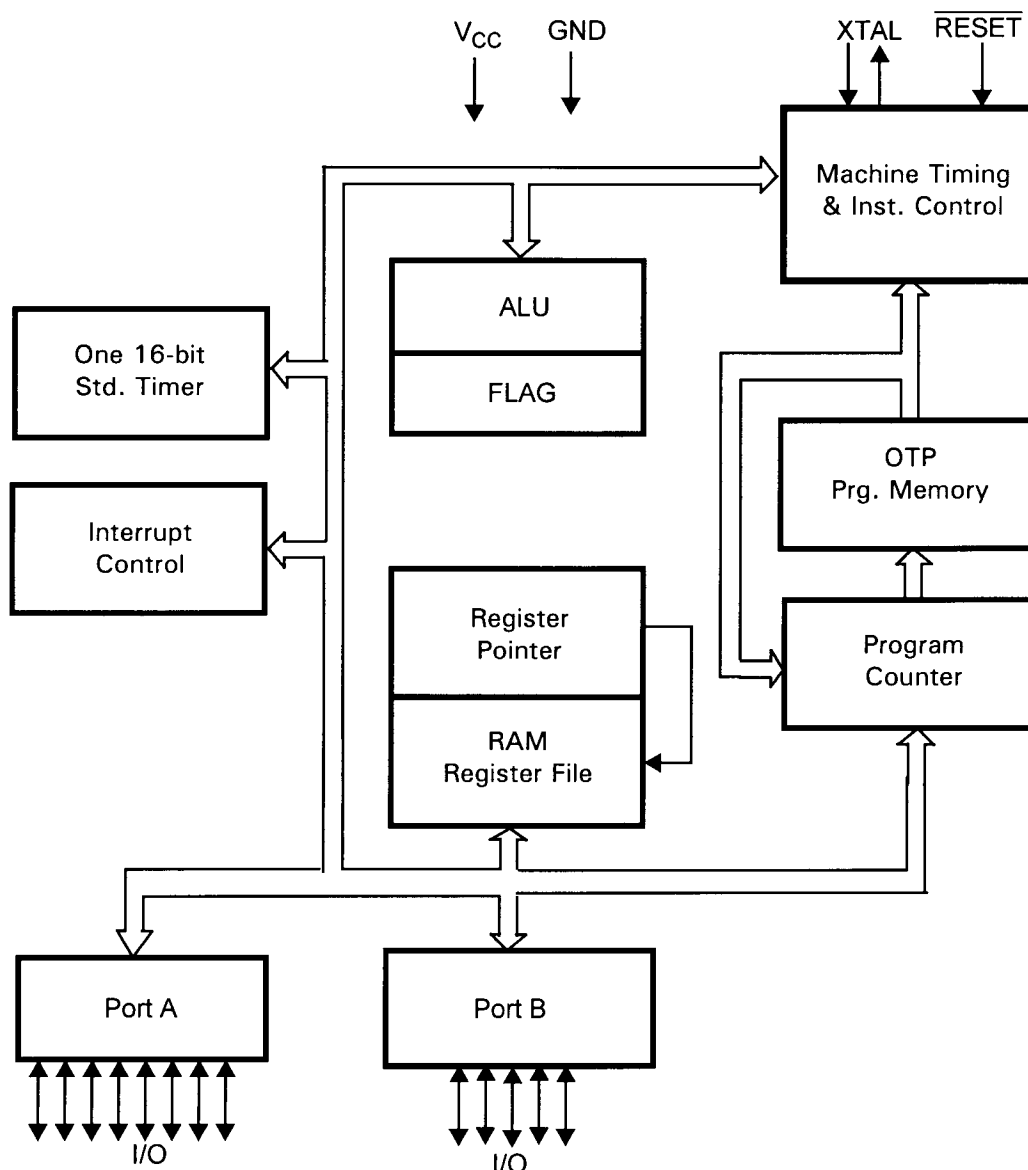 VCC
GND
XTAL
RESET
Machine Timing
& Inst. Control
ALU
FLAG
One 16-bit
Std. Timer
OTP
Prg. Memory
Interrupt
Control
Register
Pointer
Program
Counter
RAM
Register File
Port A
Port B
I/O
I/O